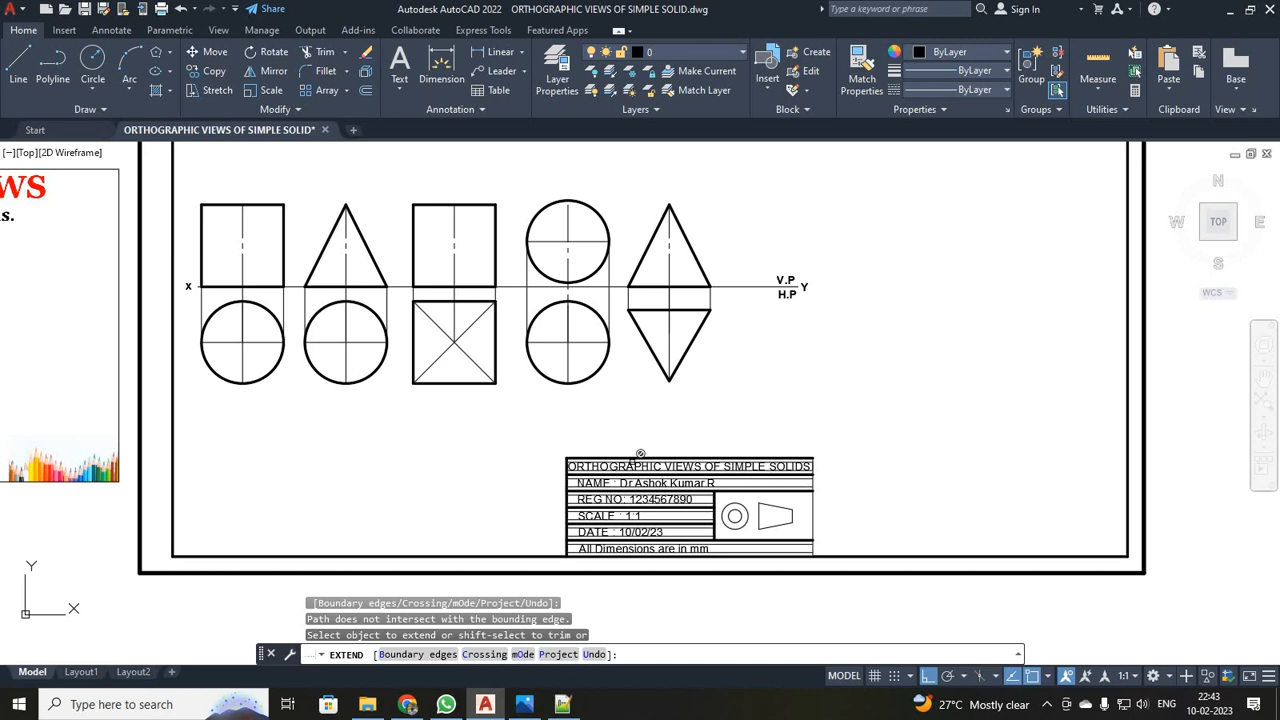 Share
Autodesk AutoCAD 2022 ORTHOGRAPHIC VIEWS OF SIMPLE SOLID.dwg
Type a keyword or phrase
Sign In
Home Insert Annotate Parametric View Manage Output Add-ins Collaborate Express Tools Featured Apps
Line Polyline Circle Arc
Move Rotate Trim
Copy Mirror Fillet
Stretch Scale Array
Text Dimension
Linear
Leader
Table
Layer Properties
0
Make Current
Match Layer
Insert
Create
Edit
Match Properties
ByLayer
ByLayer
ByLayer
Group
Measure
Paste
Base
Draw Modify Annotation Layers Block Properties Groups Utilities Clipboard View
Start ORTHOGRAPHIC VIEWS OF SIMPLE SOLID*
[−][Top][2D Wireframe]
WS
s.
N
W TOP E
S
WCS
x
V.P
H.P
Y
ORTHOGRAPHIC VIEWS OF SIMPLE SOLIDS
NAME : Dr Ashok Kumar R
REG NO: 1234567890
SCALE : 1:1
DATE : 10/02/23
All Dimensions are in mm
Y
X
[Boundary edges/Crossing/mOde/Project/Undo]:
Path does not intersect with the bounding edge.
Select object to extend or shift-select to trim or
EXTEND [Boundary edges Crossing mOde Project Undo]:
Model Layout1 Layout2
MODEL
1:1
Type here to search
27°C Mostly clear
ENG
22:43
10-02-2023